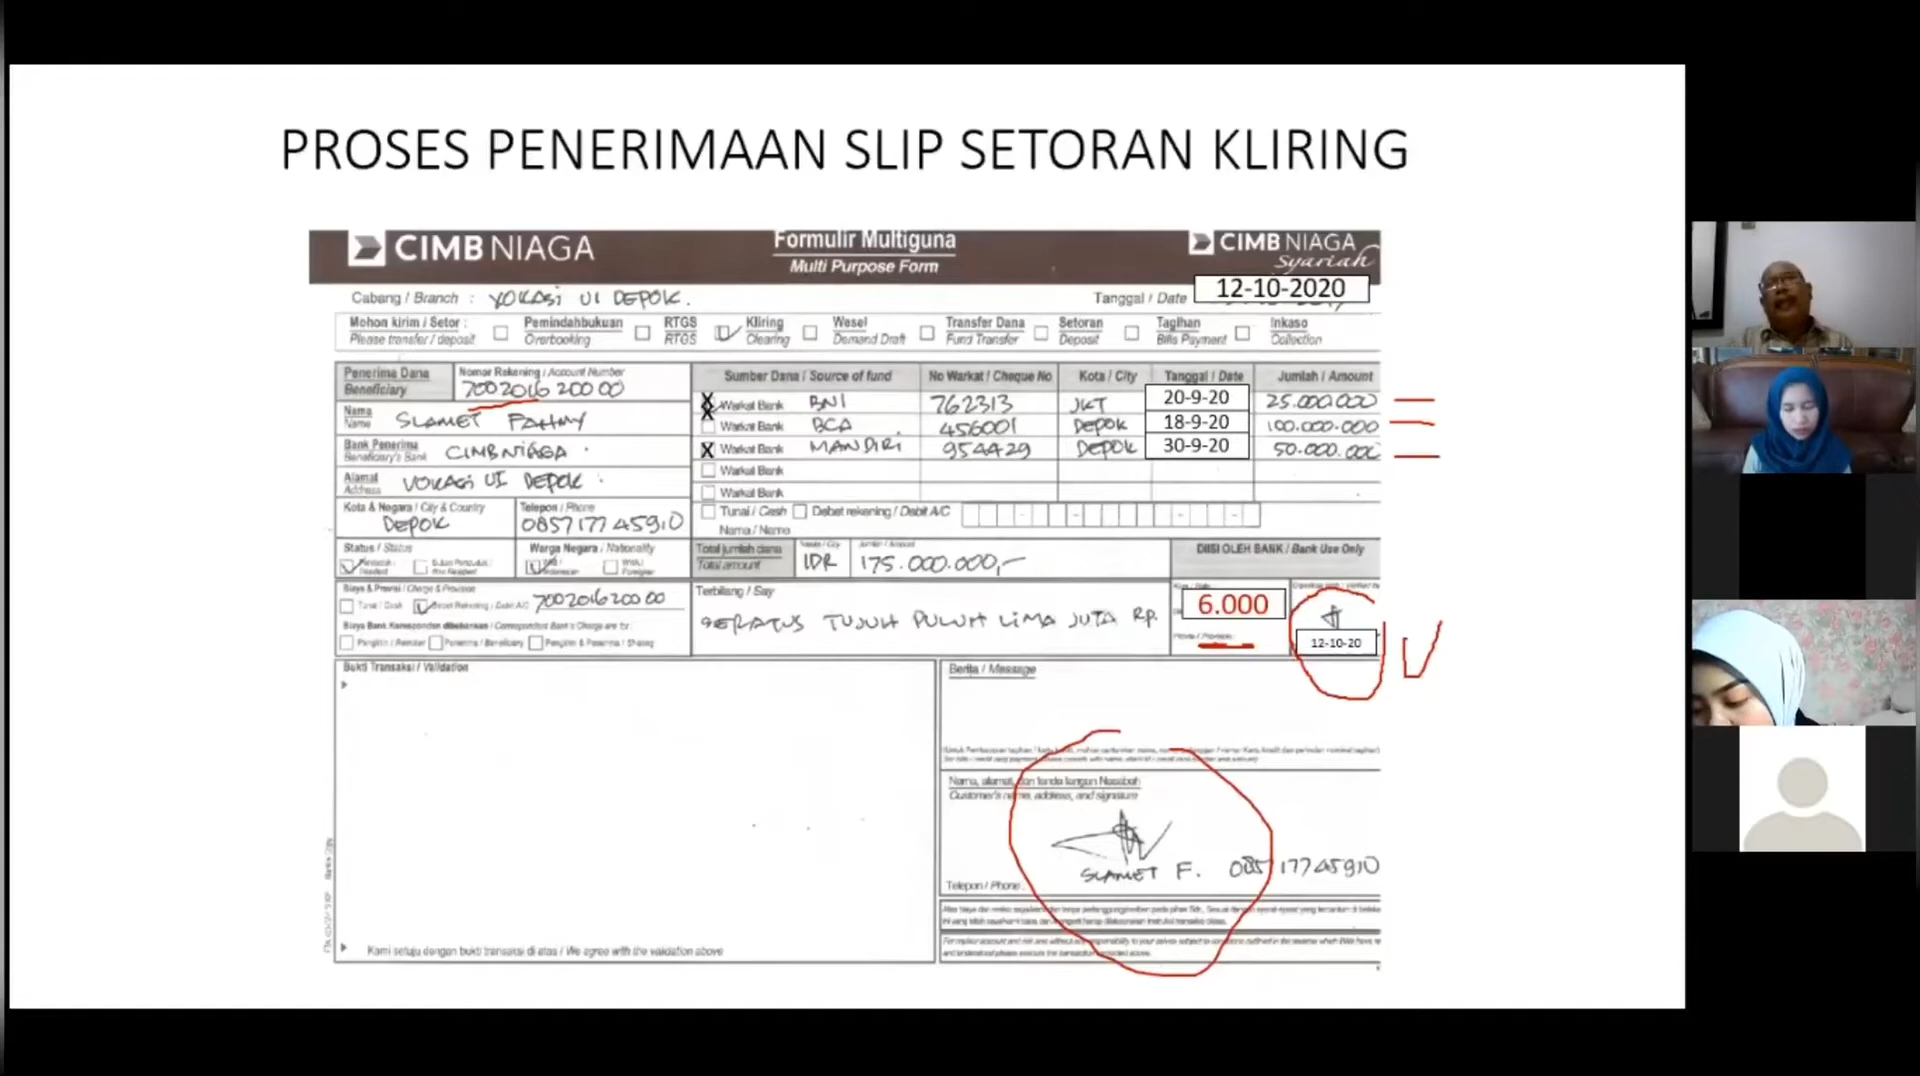 PROSES PENERIMAAN SLIP SETORAN KLIRING
CIMB NIAGA
Formulir Multiguna
Multi Purpose Form
CIMB NIAGA
Syariah
Cabang / Branch : VOKASI UI DEPOK.
Tanggal / Date 12-10-2020
Mohon kirim / Setor : Pemindahbukuan RTGS Kliring Wesel Transfer Dana Setoran Tagihan Inkaso
Please transfer / deposit Overbooking RTGS Clearing Demand Draft Fund Transfer Deposit Bills Payment Collection
Penerima Dana Nomor Rekening / Account Number
Beneficiary 700201620000
Sumber Dana / Source of fund No Warkat / Cheque No Kota / City Tanggal / Date Jumlah / Amount
X Warkat Bank BNI 762313 JKT 20-9-20 25.000.000
X Warkat Bank BCA 456001 DEPOK 18-9-20 100.000.000
X Warkat Bank MANDIRI 954429 DEPOK 30-9-20 50.000.000
Warkat Bank
Warkat Bank
Tunai / Cash Debet rekening / Debit A/C
Nama / Name
Nama
Name SLAMET FAHMY
Bank Penerima
Beneficiary's Bank CIMB NIAGA
Alamat
Address VOKASI UI DEPOK
Kota & Negara / City & Country Telepon / Phone
DEPOK 085717745910
Status / Status Warga Negara / Nationality
Total jumlah dana
Total amount IDR 175.000.000,-
DIISI OLEH BANK / Bank Use Only
Biaya & Provisi / Charge & Provision
Tunai / Cash Debet Rekening / Debit A/C 700201620000
Terbilang / Say
SERATUS TUJUH PULUH LIMA JUTA RP.
6.000
12-10-20
Pengirim / Remitter Penerima / Beneficiary Pengirim & Penerima / Sharing
Bukti Transaksi / Validation
Berita / Message
Nama, alamat, dan tanda tangan Nasabah
Customer's name, address, and signature
SLAMET F. 085717745910
Telepon / Phone
Kami setuju dengan bukti transaksi di atas / We agree with the validation above